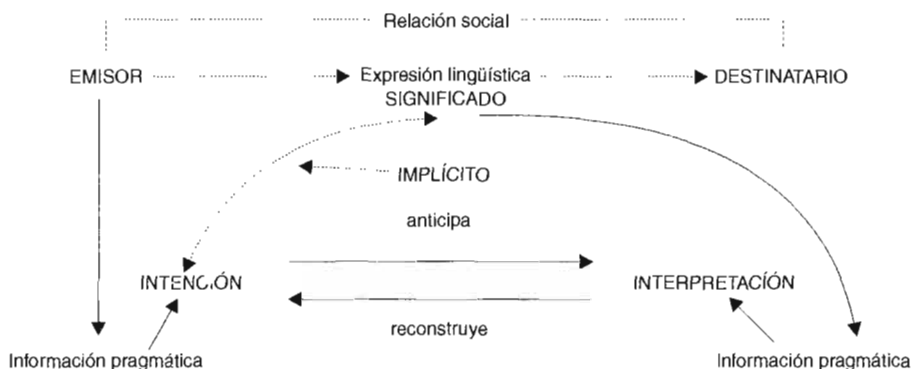 Relación social
EMISOR Expresión lingüística DESTINATARIO
SIGNIFICADO
IMPLÍCITO
anticipa
INTENCIÓN INTERPRETACÍÓN
reconstruye
Información pragmática Información pragmática